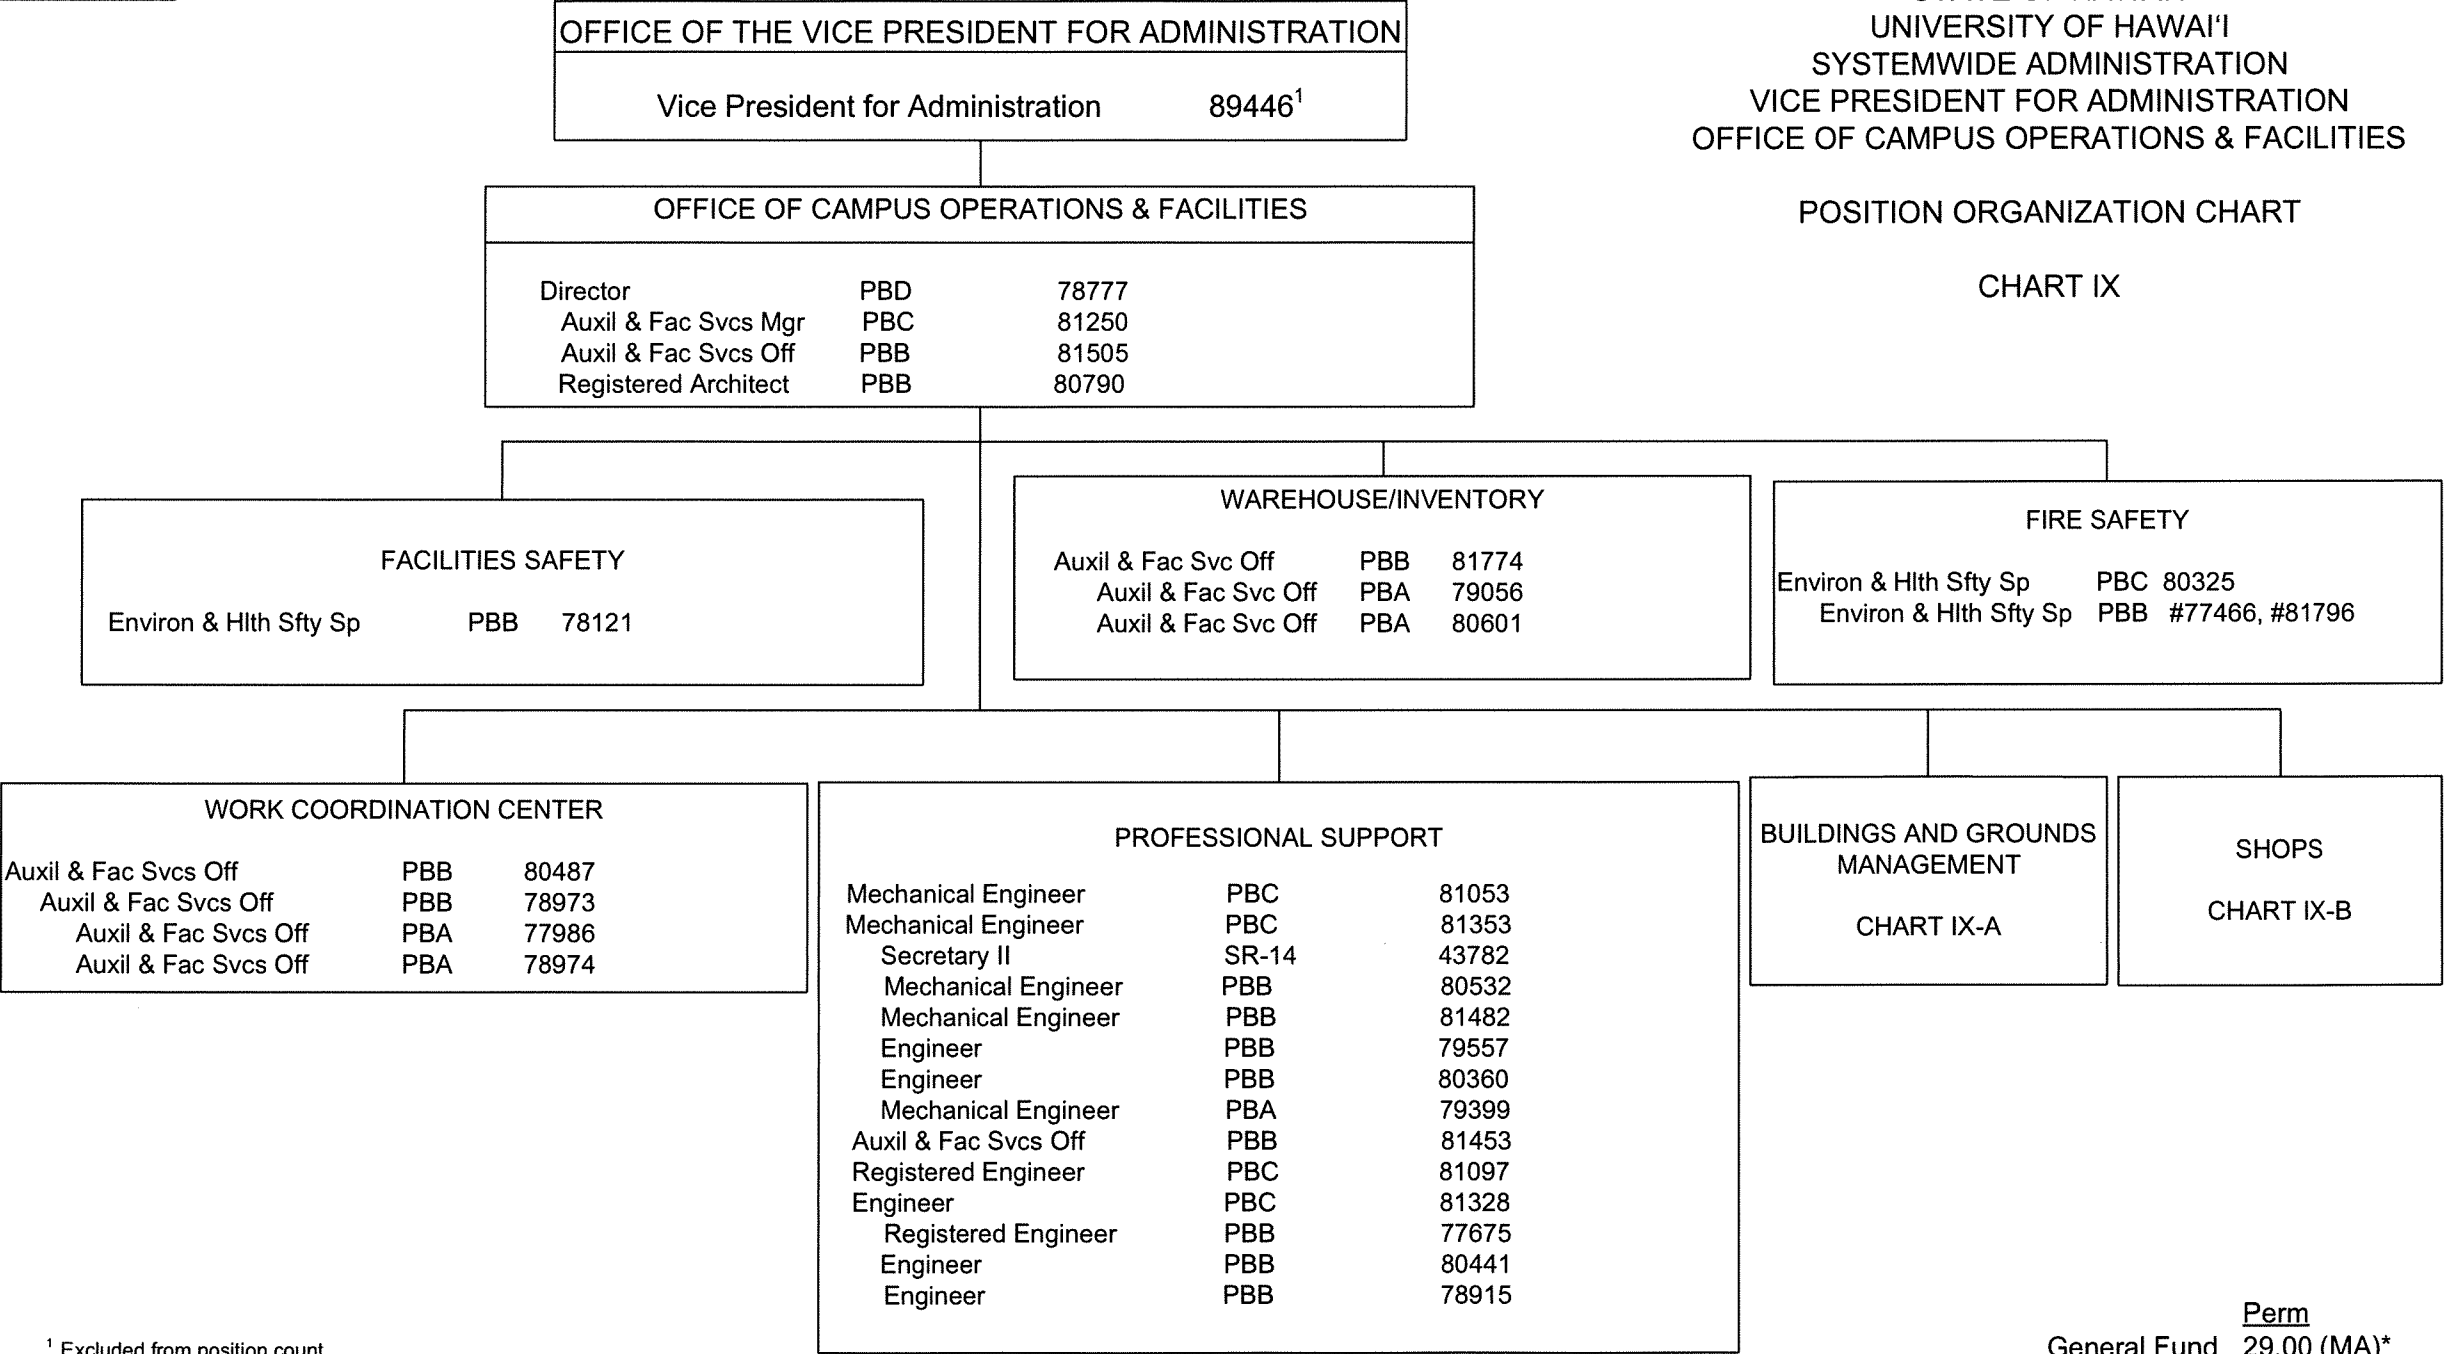 OFFICE OF THE VICE PRESIDENT FOR ADMINISTRATION
Vice President for Administration 89446¹
UNIVERSITY OF HAWAI‘I
SYSTEMWIDE ADMINISTRATION
VICE PRESIDENT FOR ADMINISTRATION
OFFICE OF CAMPUS OPERATIONS & FACILITIES
POSITION ORGANIZATION CHART
CHART IX
OFFICE OF CAMPUS OPERATIONS & FACILITIES
Director PBD 78777
Auxil & Fac Svcs Mgr PBC 81250
Auxil & Fac Svcs Off PBB 81505
Registered Architect PBB 80790
FACILITIES SAFETY
Environ & Hlth Sfty Sp PBB 78121
WAREHOUSE/INVENTORY
Auxil & Fac Svc Off PBB 81774
Auxil & Fac Svc Off PBA 79056
Auxil & Fac Svc Off PBA 80601
FIRE SAFETY
Environ & Hlth Sfty Sp PBC 80325
Environ & Hlth Sfty Sp PBB #77466, #81796
WORK COORDINATION CENTER
Auxil & Fac Svcs Off PBB 80487
Auxil & Fac Svcs Off PBB 78973
Auxil & Fac Svcs Off PBA 77986
Auxil & Fac Svcs Off PBA 78974
PROFESSIONAL SUPPORT
Mechanical Engineer PBC 81053
Mechanical Engineer PBC 81353
Secretary II SR-14 43782
Mechanical Engineer PBB 80532
Mechanical Engineer PBB 81482
Engineer PBB 79557
Engineer PBB 80360
Mechanical Engineer PBA 79399
Auxil & Fac Svcs Off PBB 81453
Registered Engineer PBC 81097
Engineer PBC 81328
Registered Engineer PBB 77675
Engineer PBB 80441
Engineer PBB 78915
BUILDINGS AND GROUNDS
MANAGEMENT
CHART IX-A
SHOPS
CHART IX-B
¹ Excluded from position count
Perm
General Fund 29.00 (MA)*